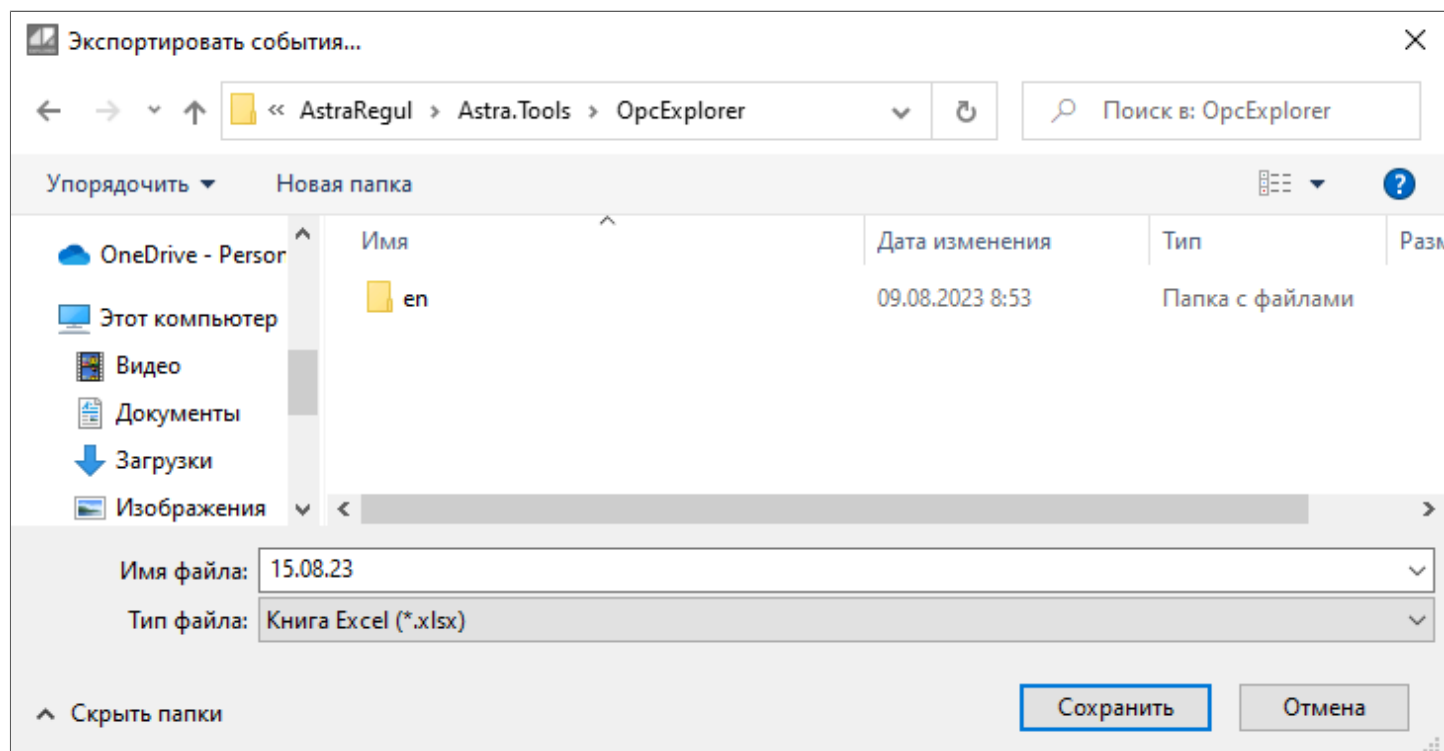 Экспортировать события...
« AstraRegul > Astra.Tools > OpcExplorer
Поиск в: OpcExplorer
Упорядочить
Новая папка
?
Имя
Дата изменения
Тип
Разм
OneDrive - Person
en
09.08.2023 8:53
Папка с файлами
Этот компьютер
Видео
Документы
Загрузки
Изображения
Имя файла: 15.08.23
Тип файла: Книга Excel (*.xlsx)
Скрыть папки
Сохранить
Отмена